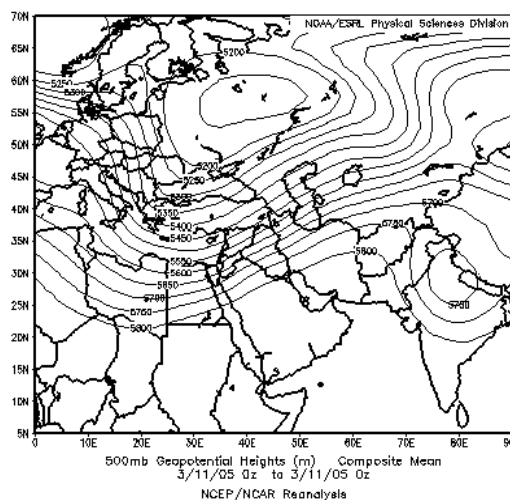 NOAA/ESRL Physical Sciences Division
70N
65N
60N
55N
50N
45N
40N
35N
30N
25N
20N
15N
10N
5N
5200
5250
5300
5200
5250
5350
5400
5450
5550
5600
5650
5700
5750
5800
5700
5750
5800
5750
0
10E
20E
30E
40E
50E
60E
70E
80E
90E
500mb Geopotential Heights (m) Composite Mean
3/11/05 0z to 3/11/05 0z
NCEP/NCAR Reanalysis